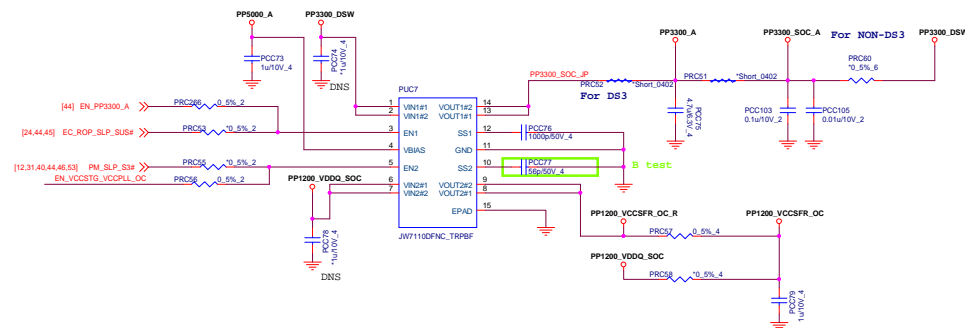 PP5000_A
PP3300_DSW
PCC73
1u/10V_4
PCC74
*1u/10V_4
DNS
PP3300_A
PP3300_SOC_A
For NON-DS3
PP3300_DSW
PRC60
*0_5%_6
PP3300_SOC_JP
PRC52
*Short_0402
PRC51
*Short_0402
For DS3
PCC75
4.7u/6.3V_4
PCC103
0.1u/10V_2
PCC105
0.01u/10V_2
[44] EN_PP3300_A
PRC266
0_5%_2
[24,44,45] EC_ROP_SLP_SUS#
PRC53
*0_5%_2
[12,31,40,44,46,53] PM_SLP_S3#
PRC55
*0_5%_2
EN_VCCSTG_VCCPLL_OC
PRC56
0_5%_2
PUC7
1 VIN1#1 VOUT1#2 14
2 VIN1#2 VOUT1#1 13
3 EN1 SS1 12
4 VBIAS GND 11
5 EN2 SS2 10
6 VIN2#1 VOUT2#2 9
7 VIN2#2 VOUT2#1 8
EPAD 15
JW7110DFNC_TRPBF
PCC76
1000p/50V_4
PCC77
56p/50V_4
B test
PP1200_VDDQ_SOC
PCC78
*1u/10V_4
DNS
PP1200_VCCSFR_OC_R
PP1200_VCCSFR_OC
PRC57
0_5%_4
PP1200_VDDQ_SOC
PRC58
*0_5%_4
PCC79
1u/10V_4